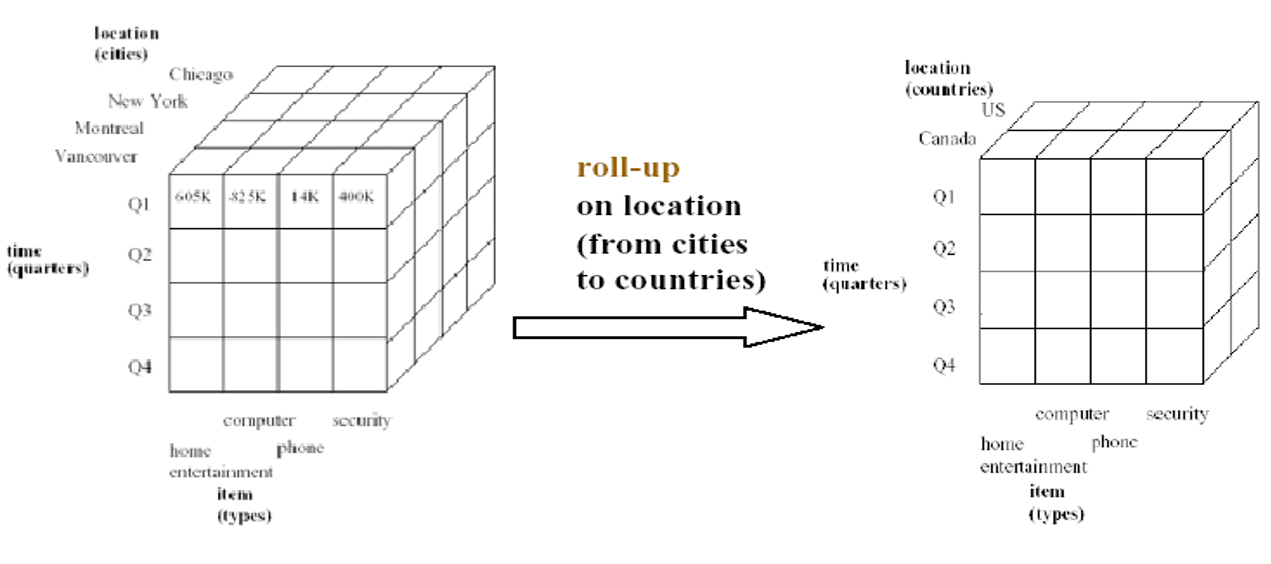 location
(cities)
Chicago
New York
Montreal
Vancouver
Q1
605K
825K
14K
400K
time
(quarters)
Q2
Q3
Q4
computer
security
home
phone
entertainment
item
(types)
roll-up
on location
(from cities
to countries)
location
(countries)
US
Canada
Q1
Q2
time
(quarters)
Q3
Q4
computer
security
home
phone
entertainment
item
(types)